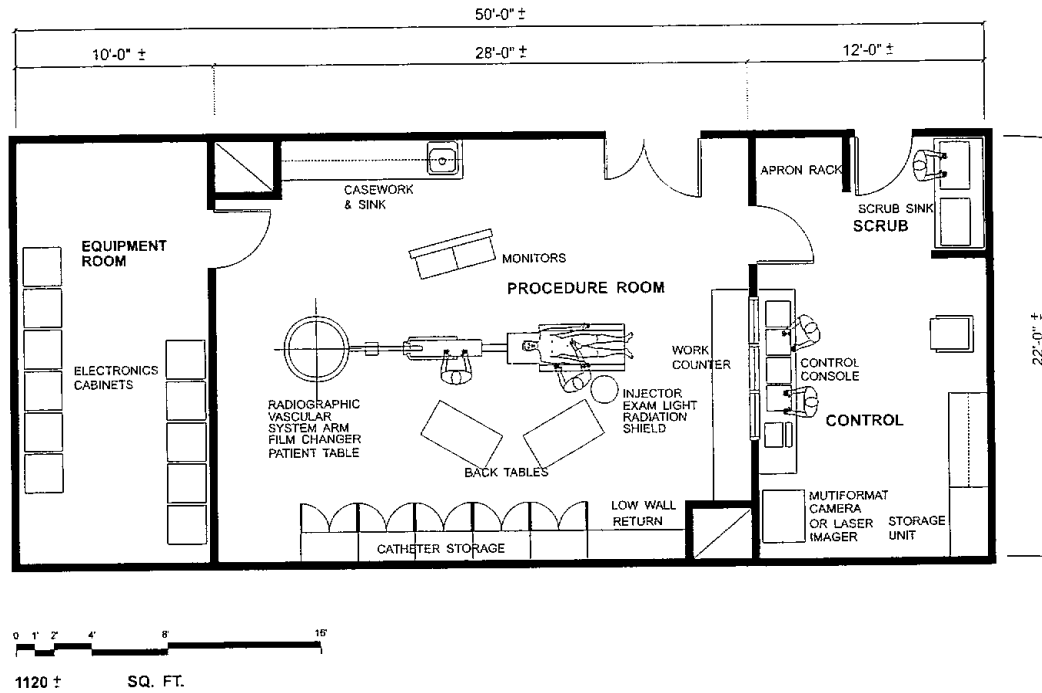 50'-0" ±
10'-0" ±
28'-0" ±
12'-0" ±
CASEWORK
& SINK
APRON RACK
SCRUB SINK
SCRUB
EQUIPMENT
ROOM
MONITORS
PROCEDURE ROOM
22'-0" ±
ELECTRONICS
CABINETS
WORK
COUNTER
CONTROL
CONSOLE
RADIOGRAPHIC
VASCULAR
SYSTEM ARM
FILM CHANGER
PATIENT TABLE
INJECTOR
EXAM LIGHT
RADIATION
SHIELD
CONTROL
BACK TABLES
LOW WALL
RETURN
CATHETER STORAGE
MUTIFORMAT
CAMERA
OR LASER
IMAGER
STORAGE
UNIT
0 1' 2' 4' 8' 16'
1120 ± SQ. FT.